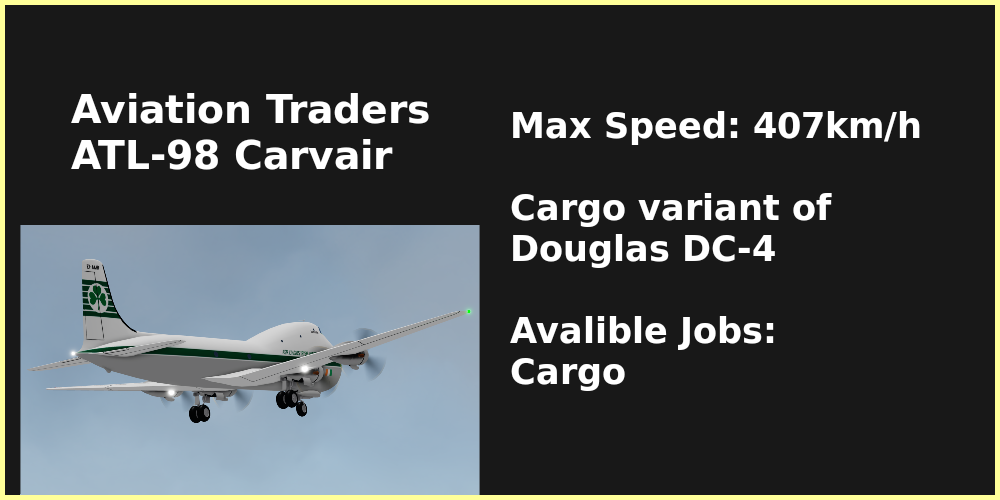 Aviation Traders
ATL-98 Carvair
Max Speed: 407km/h
Cargo variant of
Douglas DC-4
Avalible Jobs:
Cargo